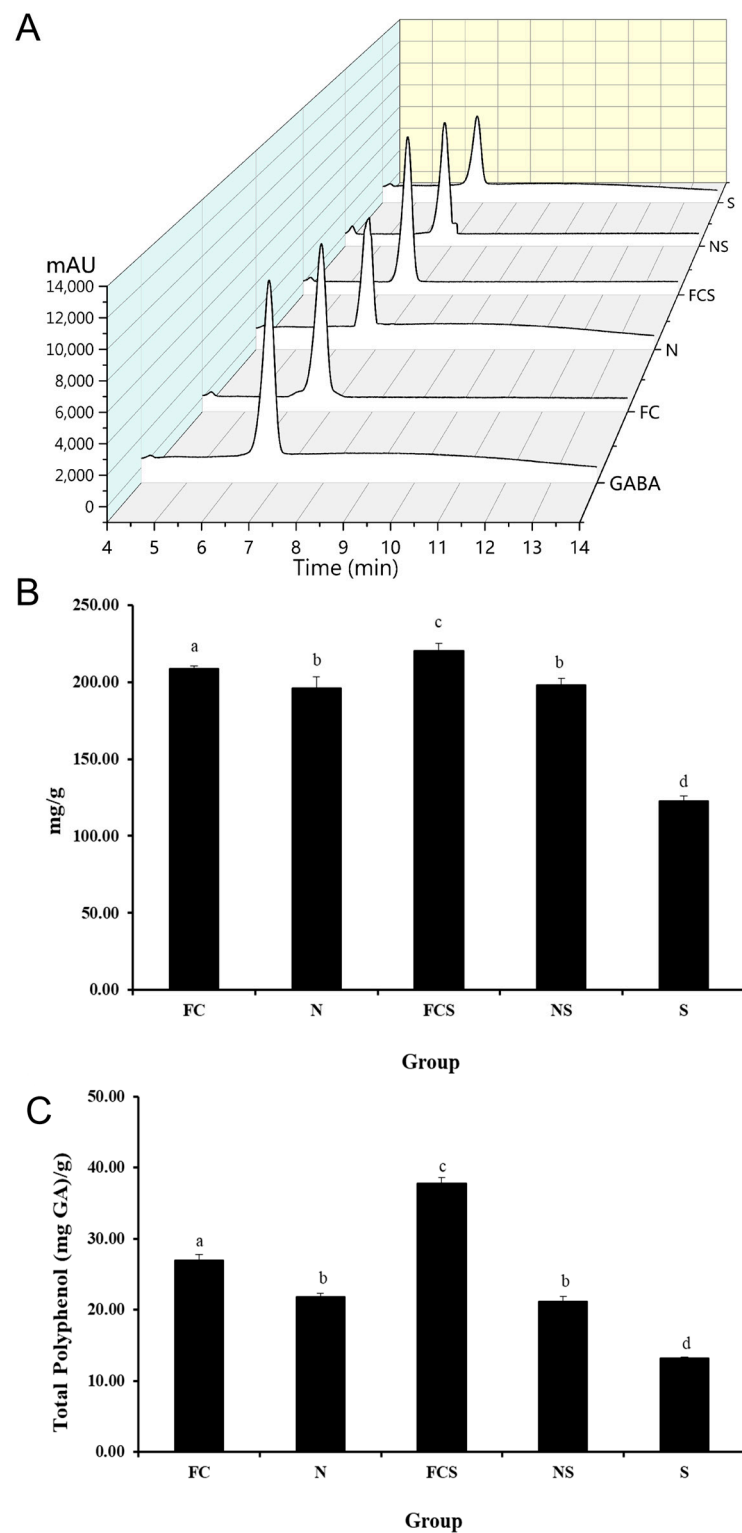 A
mAU
14,000
12,000
10,000
8,000
6,000
4,000
2,000
0
4 5 6 7 8 9 10 11 12 13 14
Time (min)
S
NS
FCS
N
FC
GABA
B
250.00
200.00
150.00
100.00
50.00
0.00
mg/g
a b c b d
FC N FCS NS S
Group
C
50.00
40.00
30.00
20.00
10.00
0.00
Total Polyphenol (mg GA)/g)
a b c b d
FC N FCS NS S
Group